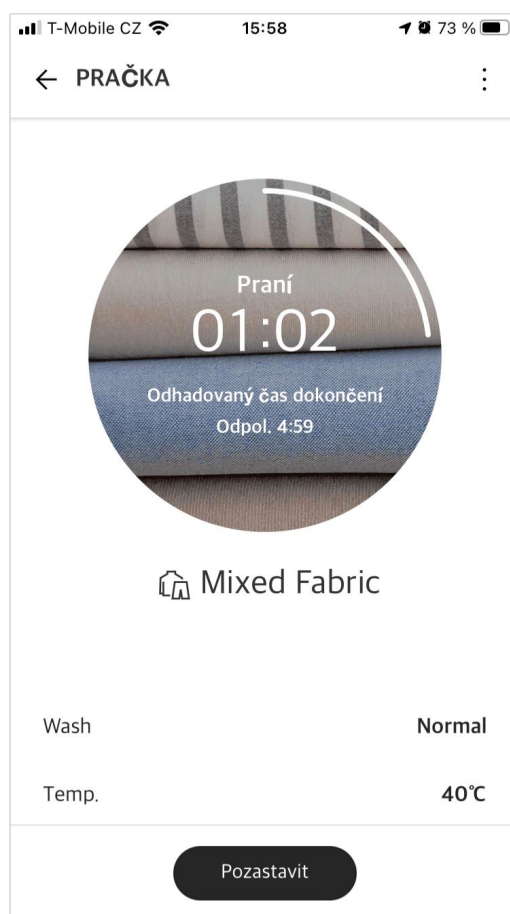 T-Mobile CZ 15:58 73 %
PRAČKA
Praní
01:02
Odhadovaný čas dokončení
Odpol. 4:59
Mixed Fabric
Wash Normal
Temp. 40°C
Pozastavit